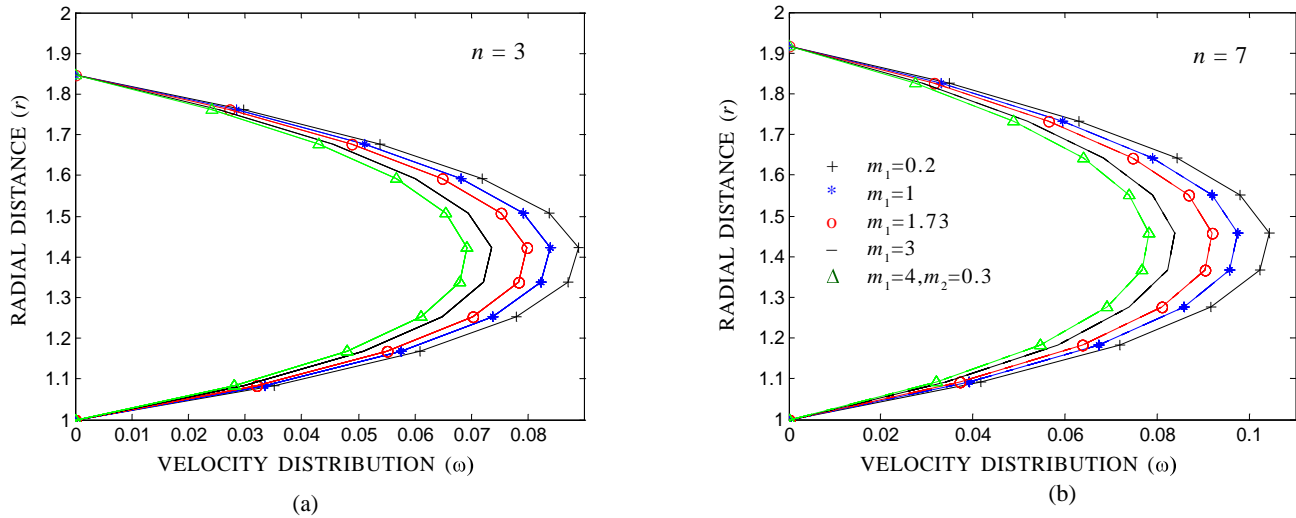 2
1.9
1.8
1.7
1.6
1.5
1.4
1.3
1.2
1.1
1
RADIAL DISTANCE (r)
n = 3
0 0.01 0.02 0.03 0.04 0.05 0.06 0.07 0.08
VELOCITY DISTRIBUTION (ω)
(a)
2
1.9
1.8
1.7
1.6
1.5
1.4
1.3
1.2
1.1
1
RADIAL DISTANCE (r)
n = 7
+ m1=0.2
* m1=1
o m1=1.73
– m1=3
Δ m1=4,m2=0.3
0 0.02 0.04 0.06 0.08 0.1
VELOCITY DISTRIBUTION (ω)
(b)